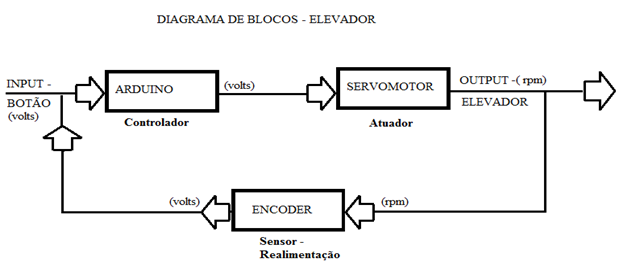 DIAGRAMA DE BLOCOS - ELEVADOR
INPUT -
BOTÃO
(volts)
ARDUINO
Controlador
(volts)
SERVOMOTOR
Atuador
OUTPUT -( rpm)
ELEVADOR
(volts)
ENCODER
(rpm)
Sensor -
Realimentação